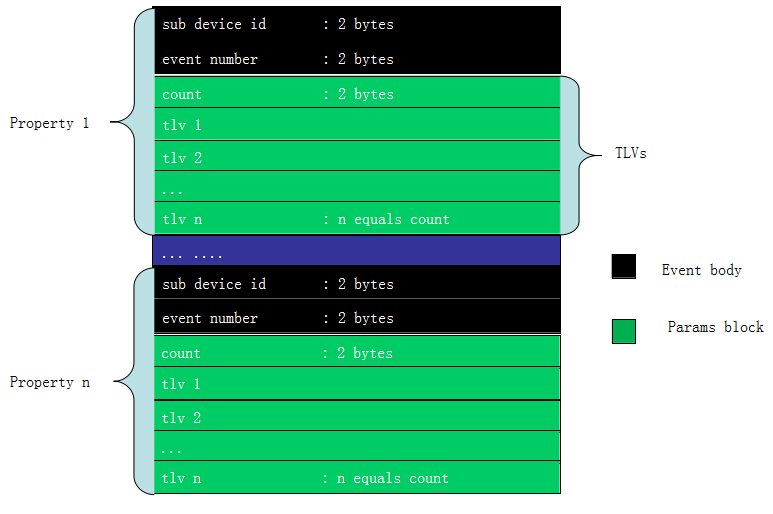 sub device id : 2 bytes
event number : 2 bytes
count : 2 bytes
Property 1
tlv 1
TLVs
tlv 2
...
tlv n : n equals count
... ....
Event body
sub device id : 2 bytes
event number : 2 bytes
Params block
count : 2 bytes
Property n
tlv 1
tlv 2
...
tlv n : n equals count